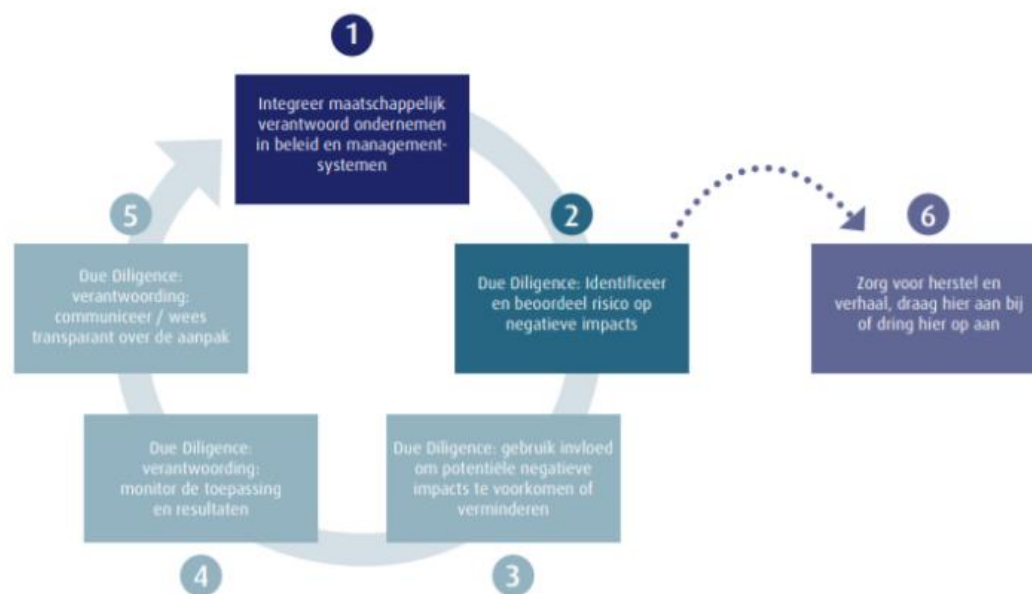 1
Integreer maatschappelijk
verantwoord ondernemen
in beleid en management-
systemen
2
Due Diligence: Identificeer
en beoordeel risico op
negatieve impacts
3
Due Diligence: gebruik invloed
om potentiële negatieve
impacts te voorkomen of
verminderen
4
Due Diligence:
verantwoording:
monitor de toepassing
en resultaten
5
Due Diligence:
verantwoording:
communiceer / wees
transparant over de aanpak
6
Zorg voor herstel en
verhaal, draag hier aan bij
of dring hier op aan